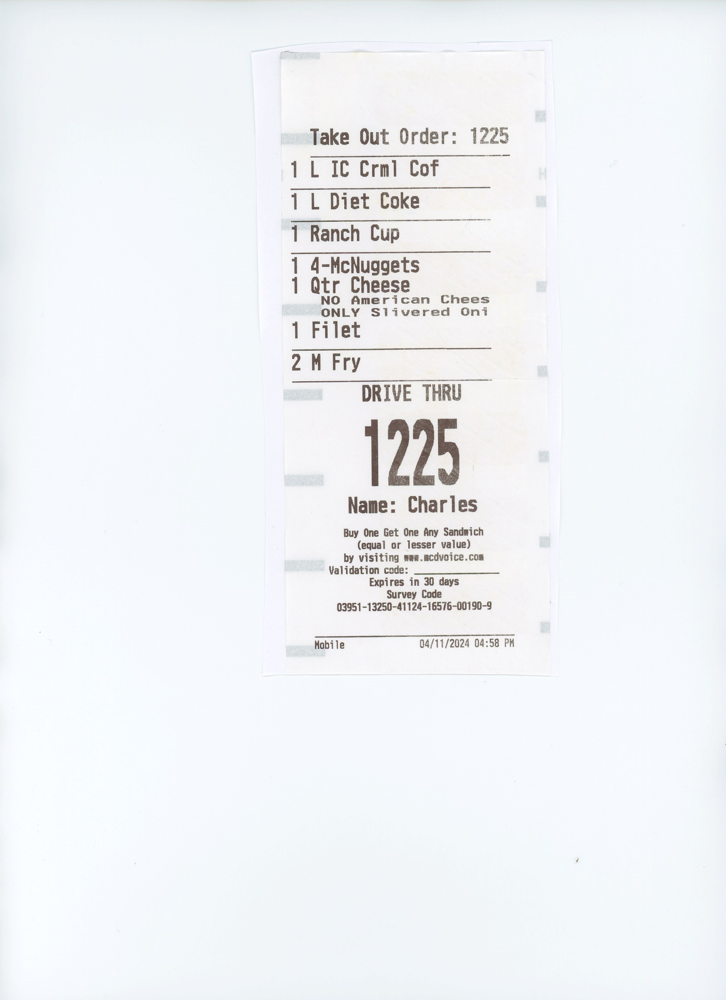 Take Out Order: 1225
1 L IC Crml Cof
1 L Diet Coke
1 Ranch Cup
1 4-McNuggets
1 Qtr Cheese
NO American Chees
ONLY Slivered Oni
1 Filet
2 M Fry
DRIVE THRU
1225
Name: Charles
Buy One Get One Any Sandwich
(equal or lesser value)
by visiting www.mcdvoice.com
Validation code: ____________
Expires in 30 days
Survey Code
03951-13250-41124-16576-00190-9
Mobile 04/11/2024 04:58 PM